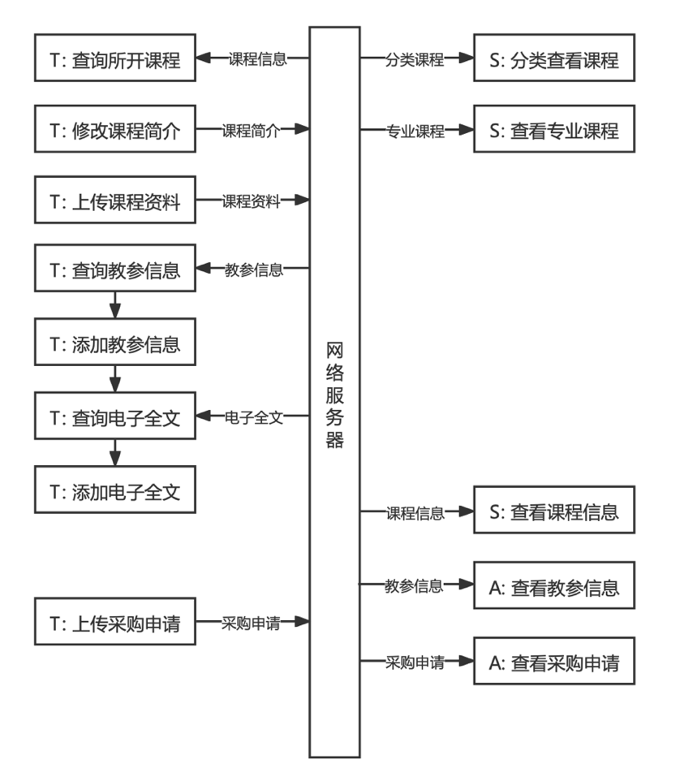 T: 查询所开课程
课程信息
分类课程
S: 分类查看课程
T: 修改课程简介
课程简介
专业课程
S: 查看专业课程
T: 上传课程资料
课程资料
T: 查询教参信息
教参信息
T: 添加教参信息
网络服务器
T: 查询电子全文
电子全文
T: 添加电子全文
课程信息
S: 查看课程信息
教参信息
A: 查看教参信息
T: 上传采购申请
采购申请
采购申请
A: 查看采购申请